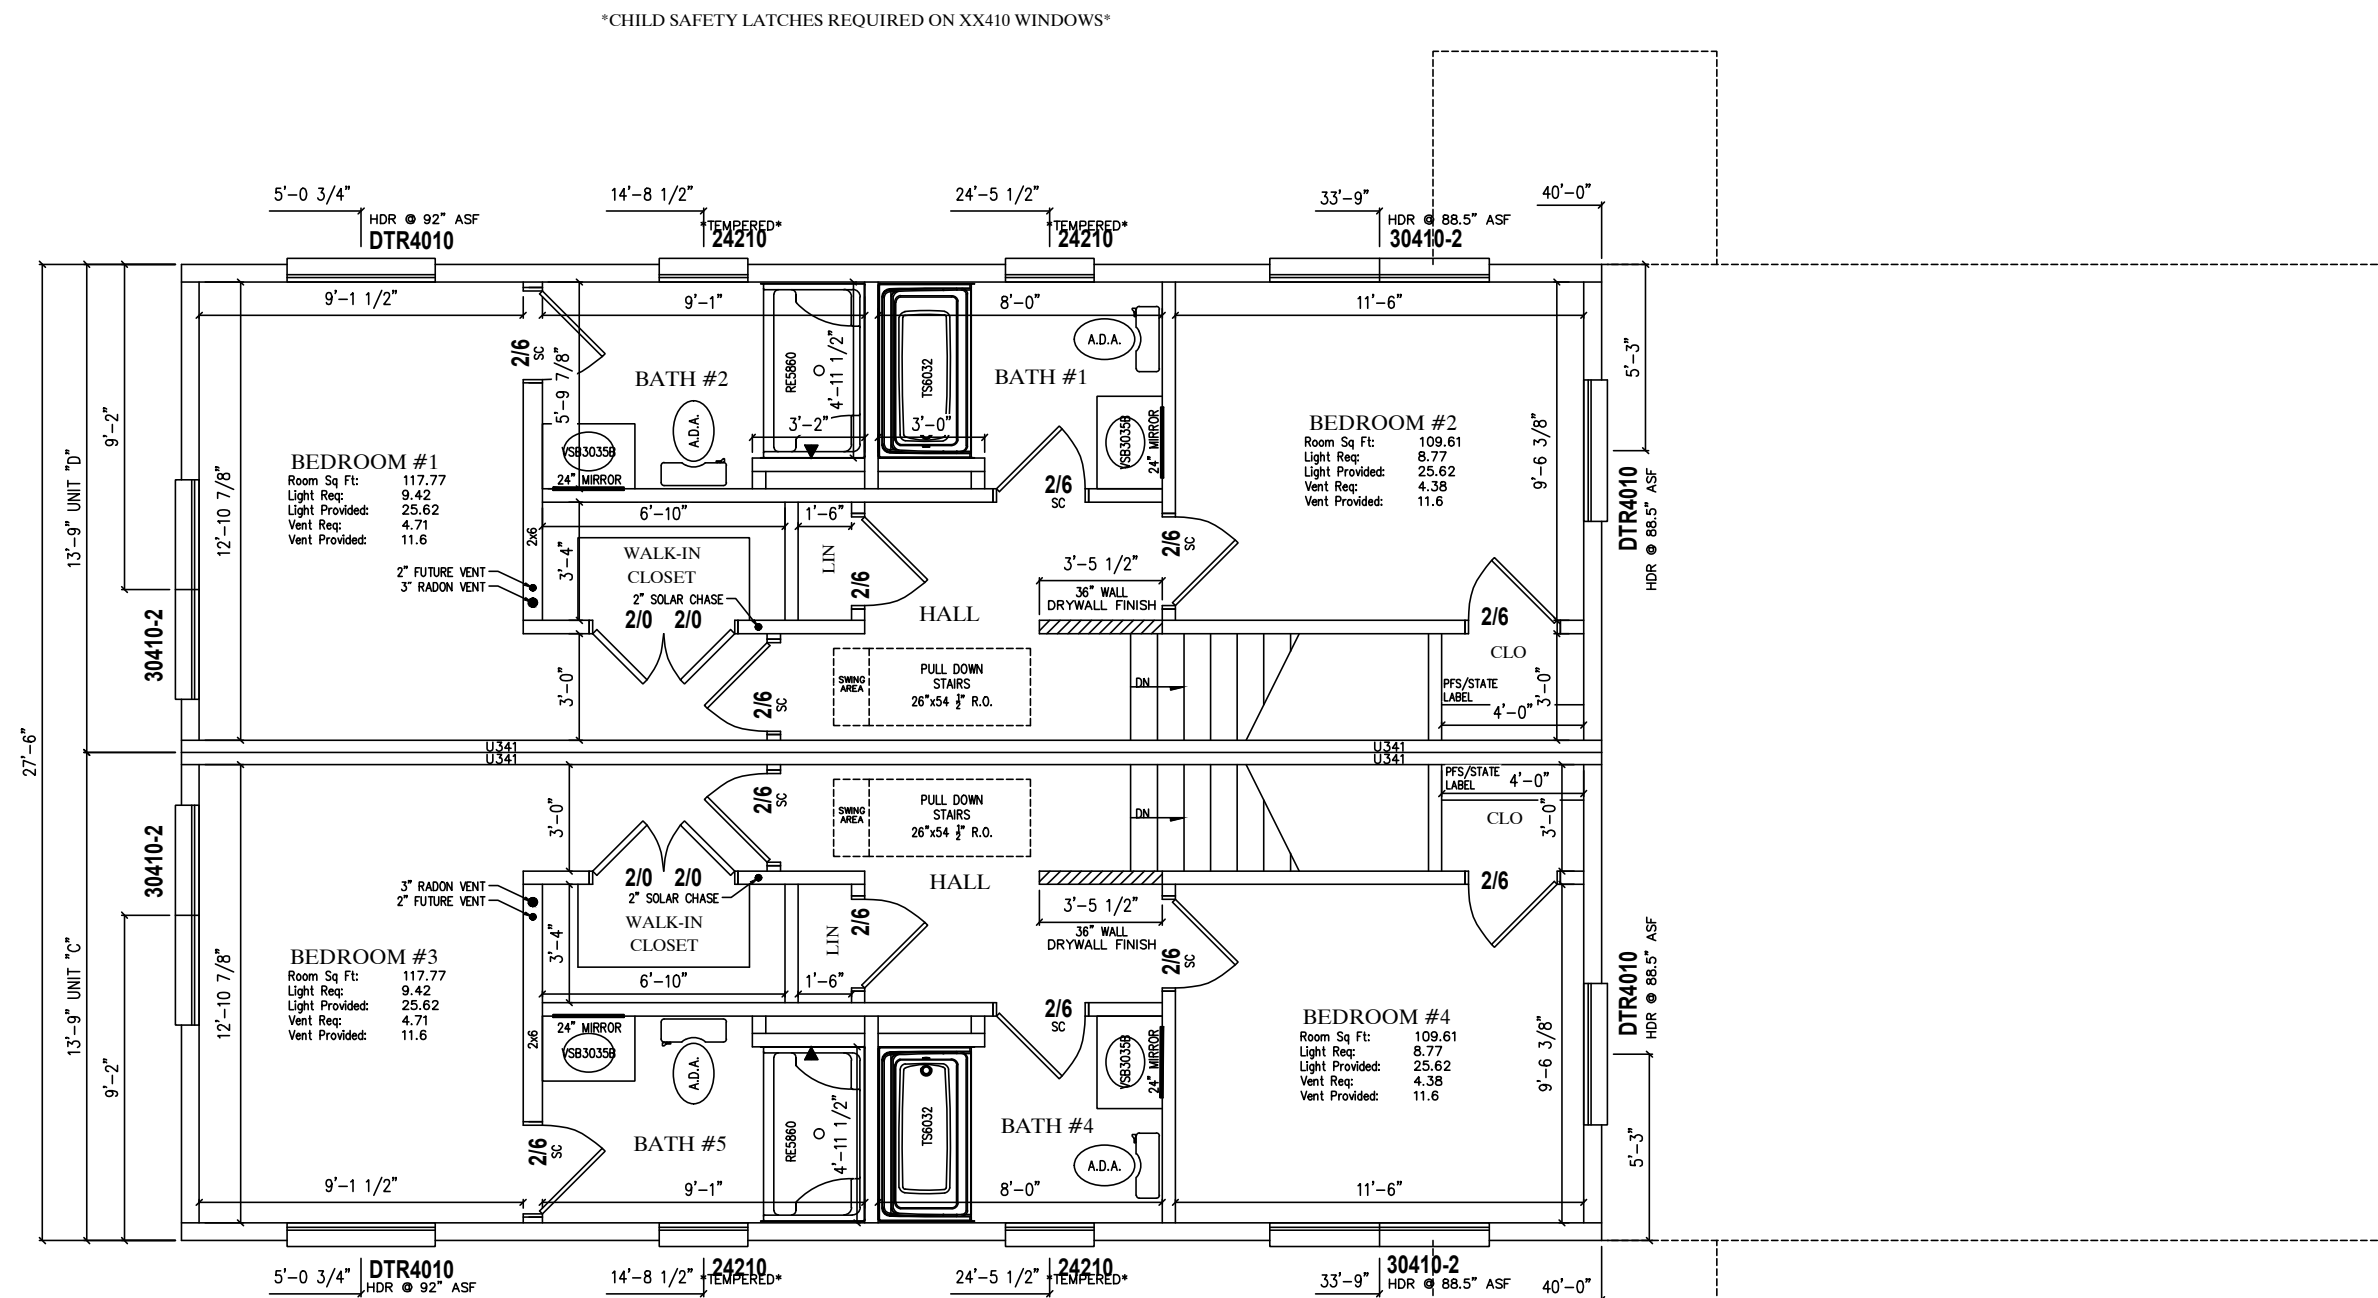 *CHILD SAFETY LATCHES REQUIRED ON XX410 WINDOWS*
5'-0 3/4"
HDR @ 92" ASF
DTR4010
14'-8 1/2"
*TEMPERED*
24210
24'-5 1/2"
*TEMPERED*
24210
33'-9"
HDR @ 88.5" ASF
30410-2
40'-0"
9'-1 1/2"
9'-1"
8'-0"
11'-6"
2/6
SC
5'-9 7/8"
BATH #2
RE5860
4'-11 1/2"
TS6032
BATH #1
A.D.A.
5'-3"
9'-2"
13'-9" UNIT "D"
12'-10 7/8"
BEDROOM #1
Room Sq Ft: 117.77
Light Req: 9.42
Light Provided: 25.62
Vent Req: 4.71
Vent Provided: 11.6
VSB3035B
24" MIRROR
A.D.A.
3'-2"
3'-0"
2/6
SC
VSB3035B
24" MIRROR
BEDROOM #2
Room Sq Ft: 109.61
Light Req: 8.77
Light Provided: 25.62
Vent Req: 4.38
Vent Provided: 11.6
9'-6 3/8"
DTR4010
HDR @ 88.5" ASF
2x6
6'-10"
1'-6"
2" FUTURE VENT
3" RADON VENT
3'-4"
WALK-IN
CLOSET
2" SOLAR CHASE
2/0 2/0
LIN
2/6
HALL
3'-5 1/2"
36" WALL
DRYWALL FINISH
2/6
SC
2/6
CLO
30410-2
3'-0"
2/6
SC
SWING
AREA
PULL DOWN
STAIRS
26"x54 1/2" R.O.
DN
PFS/STATE
LABEL
4'-0"
3'-0"
27'-6"
U341
U341
U341
U341
30410-2
3'-0"
2/6
SC
SWING
AREA
PULL DOWN
STAIRS
26"x54 1/2" R.O.
DN
PFS/STATE
LABEL
4'-0"
3'-0"
CLO
3" RADON VENT
2" FUTURE VENT
2/0 2/0
2" SOLAR CHASE
WALK-IN
CLOSET
3'-4"
6'-10"
1'-6"
LIN
2/6
HALL
3'-5 1/2"
36" WALL
DRYWALL FINISH
2/6
SC
2/6
13'-9" UNIT "C"
9'-2"
12'-10 7/8"
BEDROOM #3
Room Sq Ft: 117.77
Light Req: 9.42
Light Provided: 25.62
Vent Req: 4.71
Vent Provided: 11.6
2x6
24" MIRROR
VSB3035B
A.D.A.
2/6
SC
VSB3035B
24" MIRROR
BEDROOM #4
Room Sq Ft: 109.61
Light Req: 8.77
Light Provided: 25.62
Vent Req: 4.38
Vent Provided: 11.6
9'-6 3/8"
DTR4010
HDR @ 88.5" ASF
5'-3"
2/6
SC
BATH #5
RE5860
4'-11 1/2"
TS6032
BATH #4
A.D.A.
9'-1 1/2"
9'-1"
8'-0"
11'-6"
5'-0 3/4"
DTR4010
HDR @ 92" ASF
14'-8 1/2"
24210
*TEMPERED*
24'-5 1/2"
24210
*TEMPERED*
33'-9"
30410-2
HDR @ 88.5" ASF
40'-0"